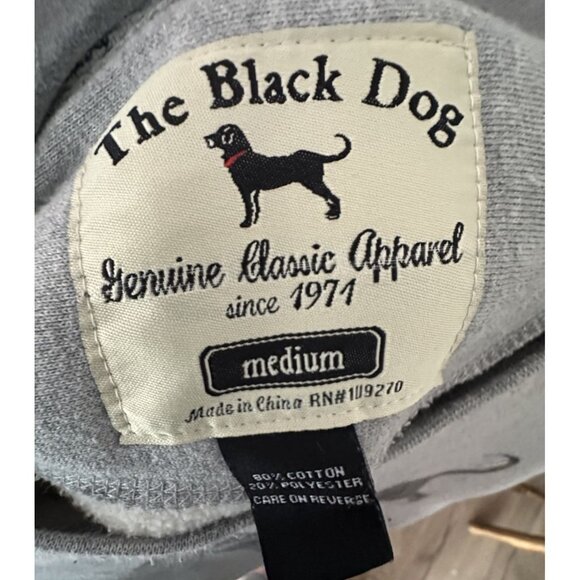 The Black Dog
Genuine Classic Apparel
since 1971
medium
Made in China RN#119270
80% COTTON
20% POLYESTER
CARE ON REVERSE